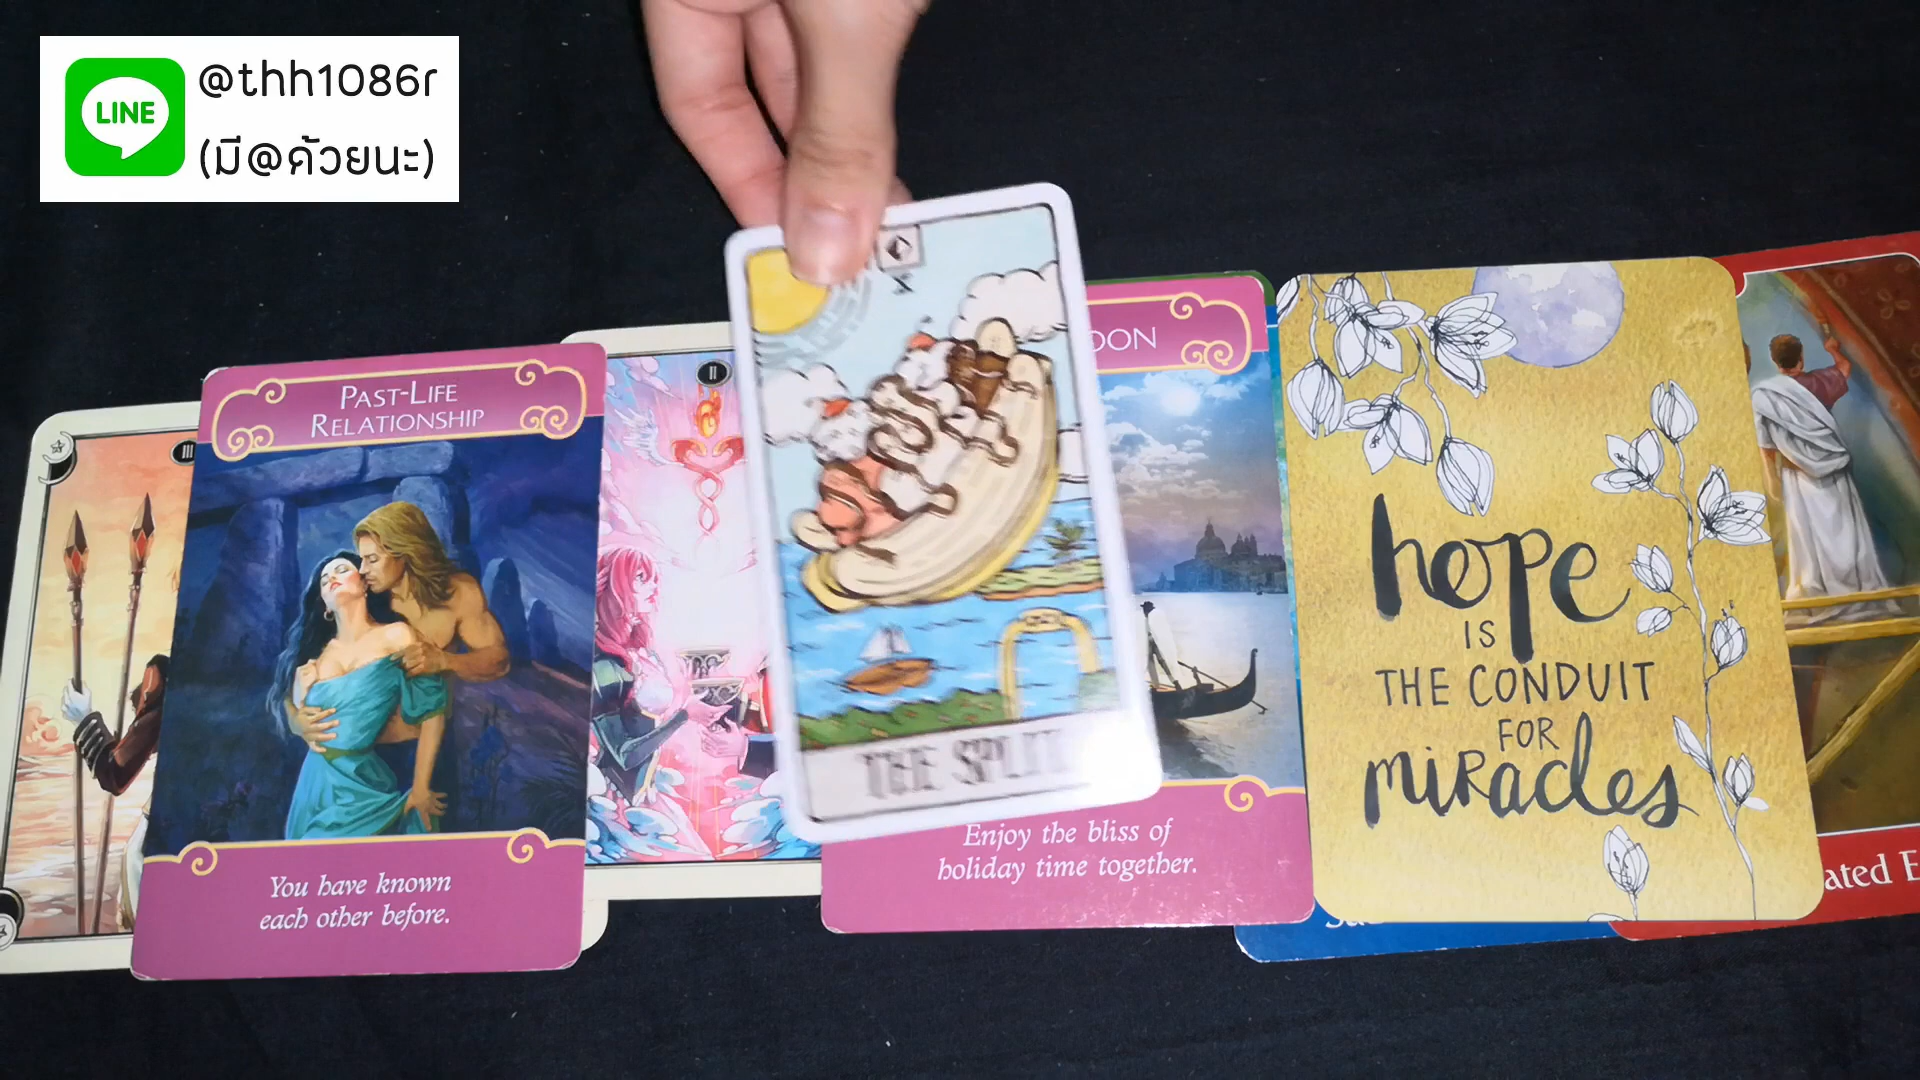 LINE
@thh1086r
(มี@ด้วยนะ)
III
PAST-LIFE
RELATIONSHIP
You have known
each other before.
II
X
THE SPLIT
OON
Enjoy the bliss of
holiday time together.
hope
IS
THE CONDUIT
FOR
miracles
ated E